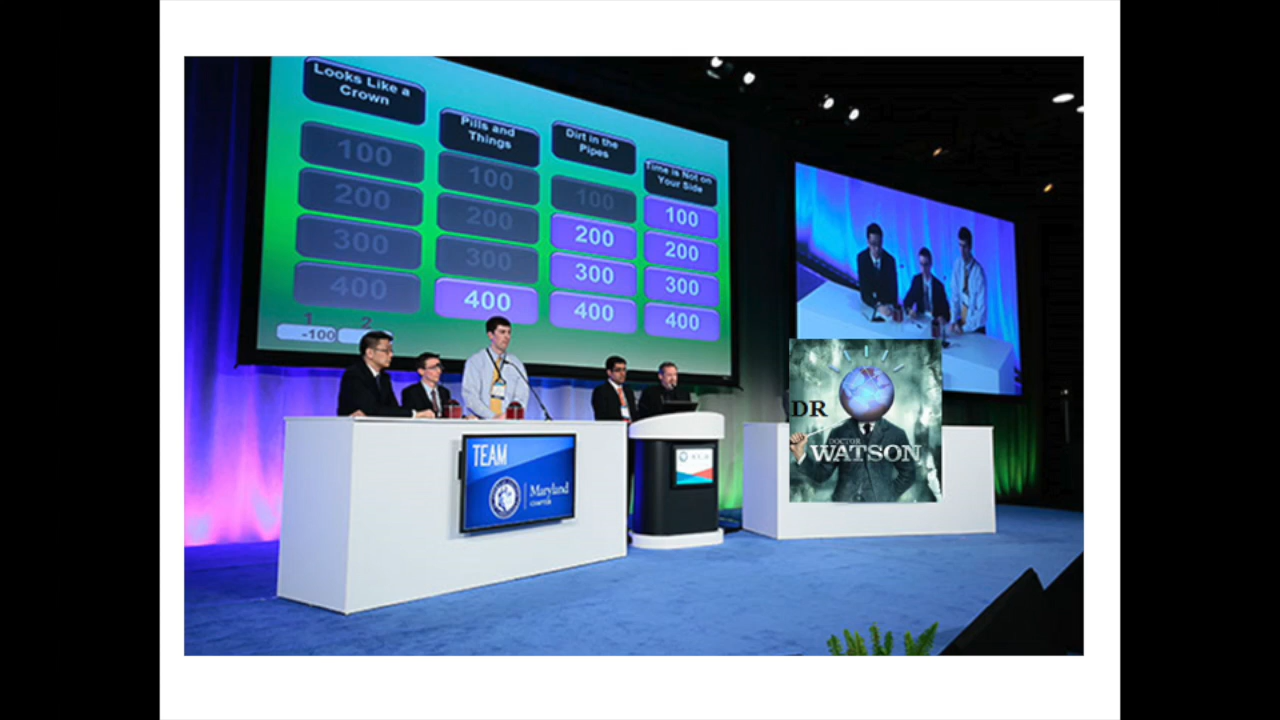 Looks Like a
Crown
100
200
300
400
Pills and
Things
100
200
300
400
Dirt in the
Pipes
100
200
300
400
Time is Not on
Your Side
100
200
300
400
1
2
-100
TEAM
Maryland
DR
DOCTOR
WATSON